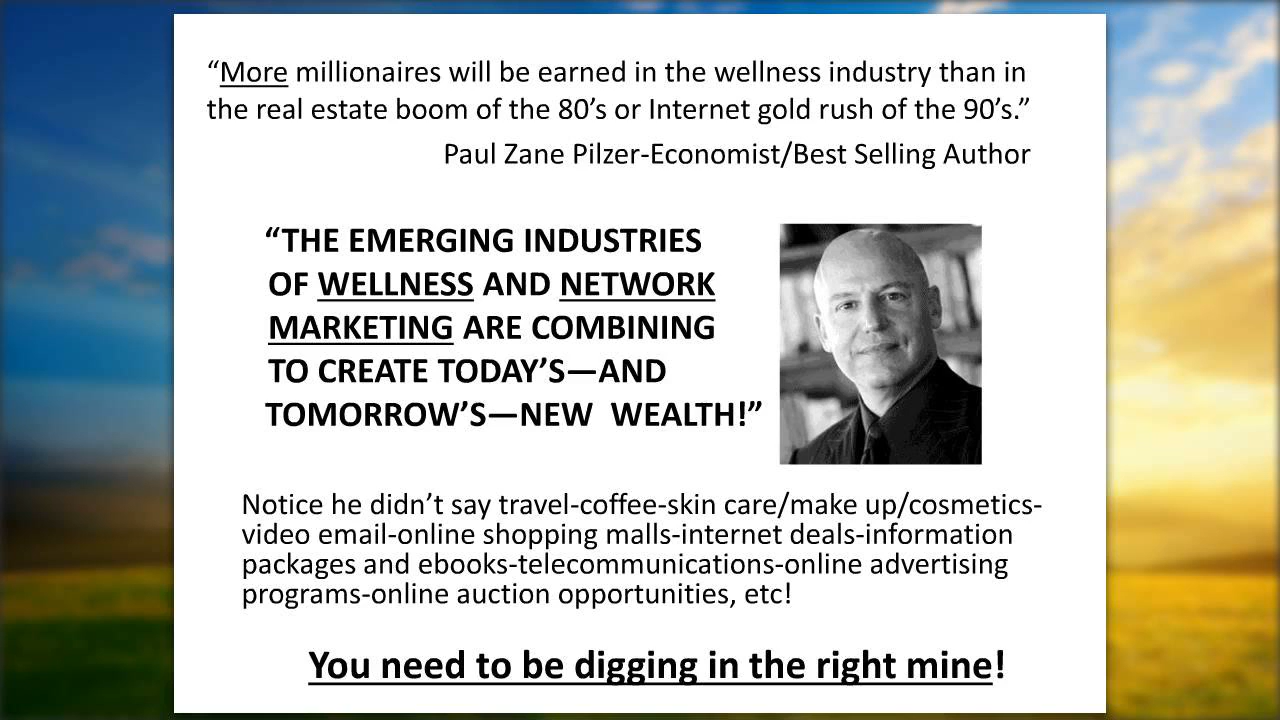 “More millionaires will be earned in the wellness industry than in
the real estate boom of the 80’s or Internet gold rush of the 90’s.”
Paul Zane Pilzer-Economist/Best Selling Author
“THE EMERGING INDUSTRIES
OF WELLNESS AND NETWORK
MARKETING ARE COMBINING
TO CREATE TODAY’S—AND
TOMORROW’S—NEW  WEALTH!”
Notice he didn’t say travel-coffee-skin care/make up/cosmetics-
video email-online shopping malls-internet deals-information
packages and ebooks-telecommunications-online advertising
programs-online auction opportunities, etc!
You need to be digging in the right mine!